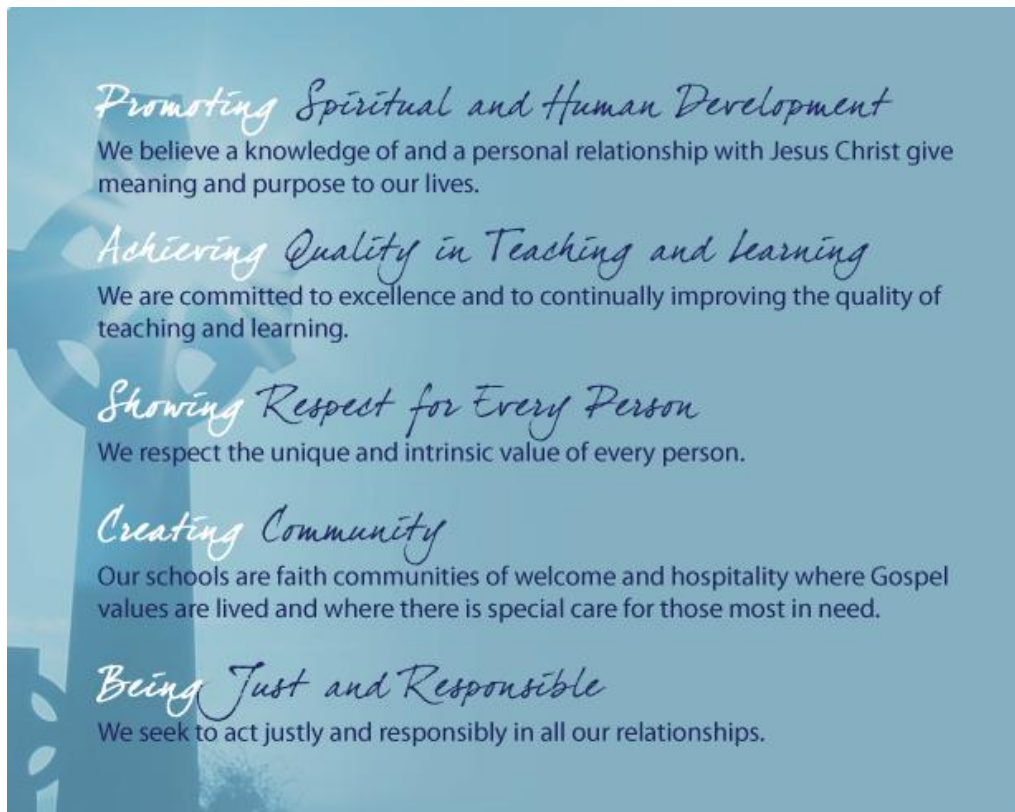 Promoting Spiritual and Human Development
We believe a knowledge of and a personal relationship with Jesus Christ give
meaning and purpose to our lives.
Achieving Quality in Teaching and Learning
We are committed to excellence and to continually improving the quality of
teaching and learning.
Showing Respect for Every Person
We respect the unique and intrinsic value of every person.
Creating Community
Our schools are faith communities of welcome and hospitality where Gospel
values are lived and where there is special care for those most in need.
Being Just and Responsible
We seek to act justly and responsibly in all our relationships.